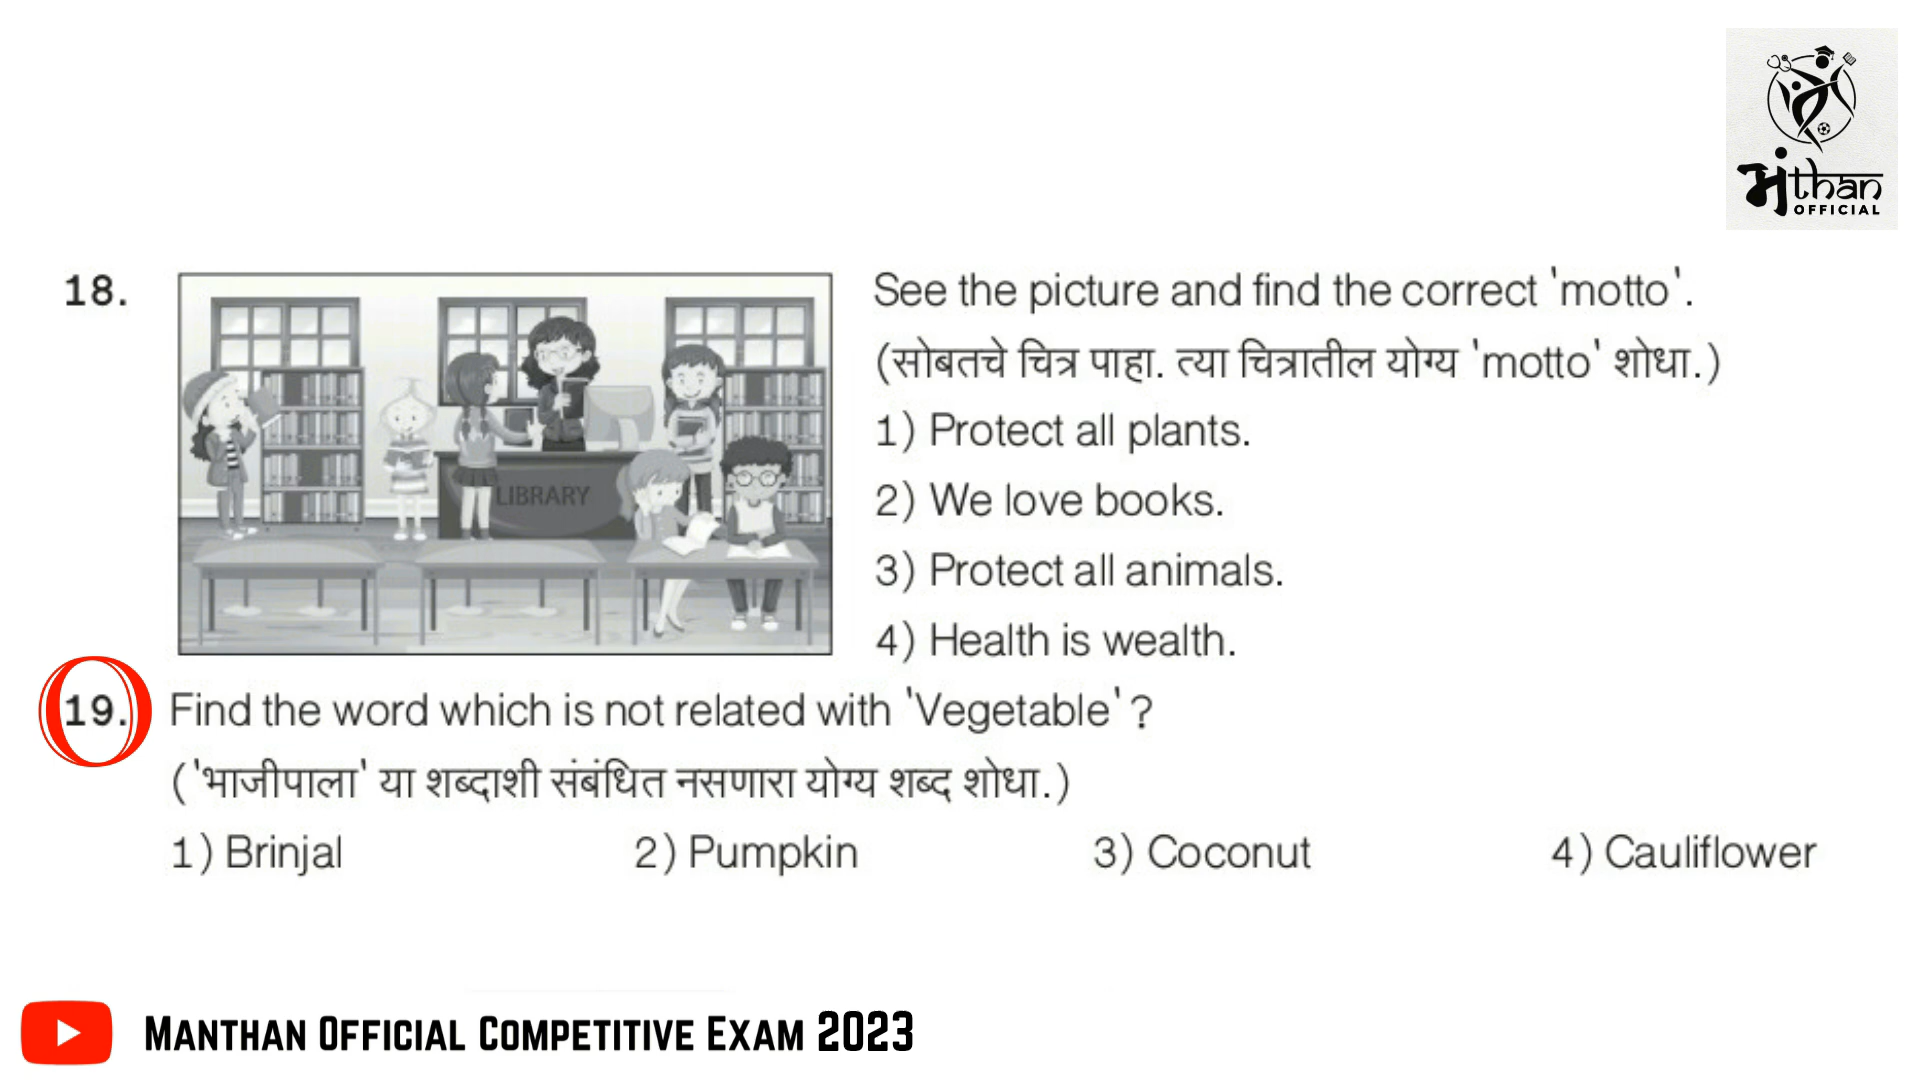 मंthan
OFFICIAL
18.
See the picture and find the correct 'motto'.
(सोबतचे चित्र पाहा. त्या चित्रातील योग्य 'motto' शोधा.)
LIBRARY
1) Protect all plants.
2) We love books.
3) Protect all animals.
4) Health is wealth.
19. Find the word which is not related with 'Vegetable'?
('भाजीपाला' या शब्दाशी संबंधित नसणारा योग्य शब्द शोधा.)
1) Brinjal 2) Pumpkin 3) Coconut 4) Cauliflower
MANTHAN OFFICIAL COMPETITIVE EXAM 2023